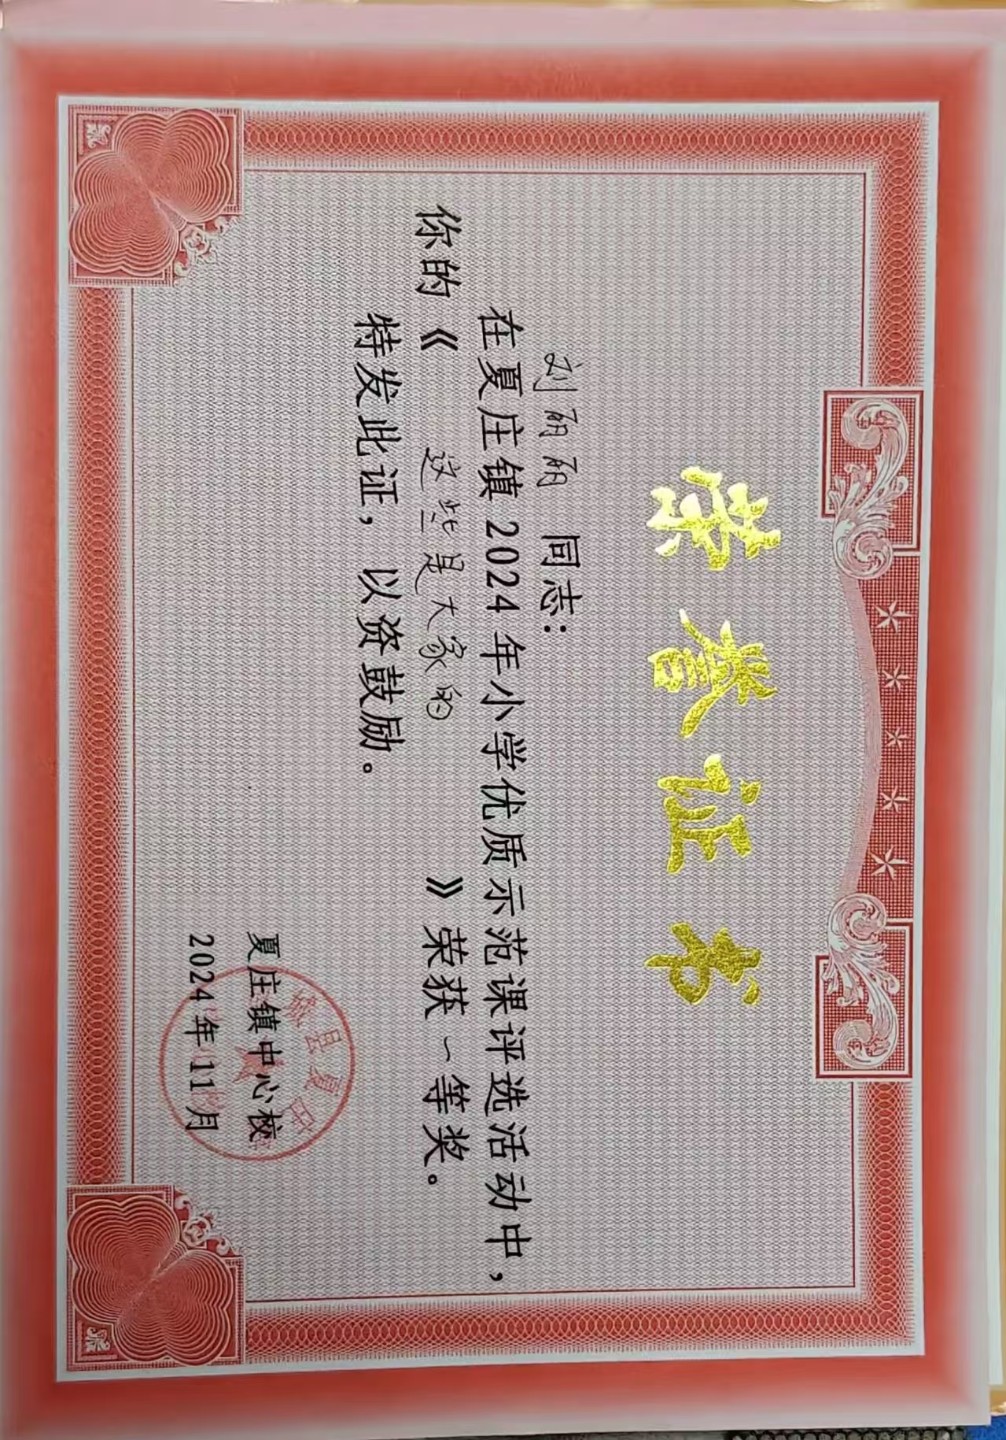 荣誉证书
刘丽丽 同志：
在夏庄镇2024年小学优质示范课评选活动中，
你的《 这些是大家的 》荣获一等奖。
特发此证，以资鼓励。
夏庄镇中心校
2024年11月
县夏庄